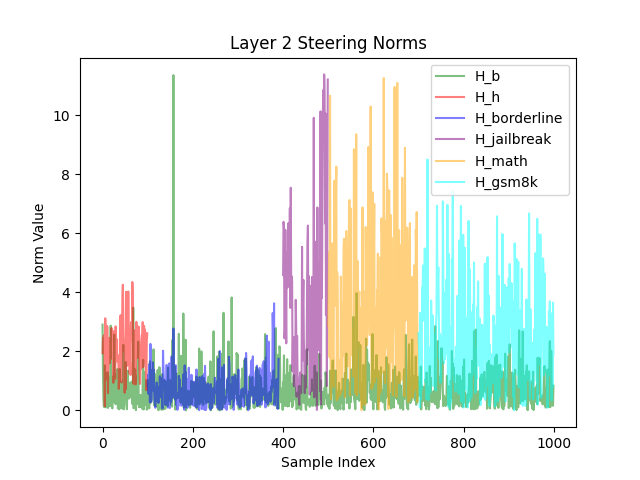 Layer 2 Steering Norms
Norm Value
10
8
6
4
2
0
H_b
H_h
H_borderline
H_jailbreak
H_math
H_gsm8k
0
200
400
600
800
1000
Sample Index